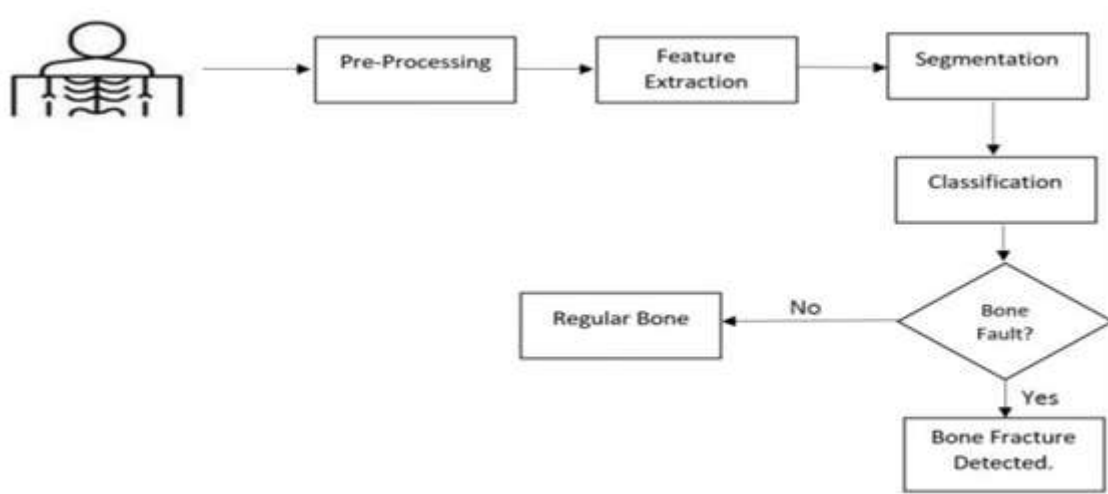 Pre-Processing
Feature
Extraction
Segmentation
Classification
Bone
Fault?
No
Regular Bone
Yes
Bone Fracture
Detected.